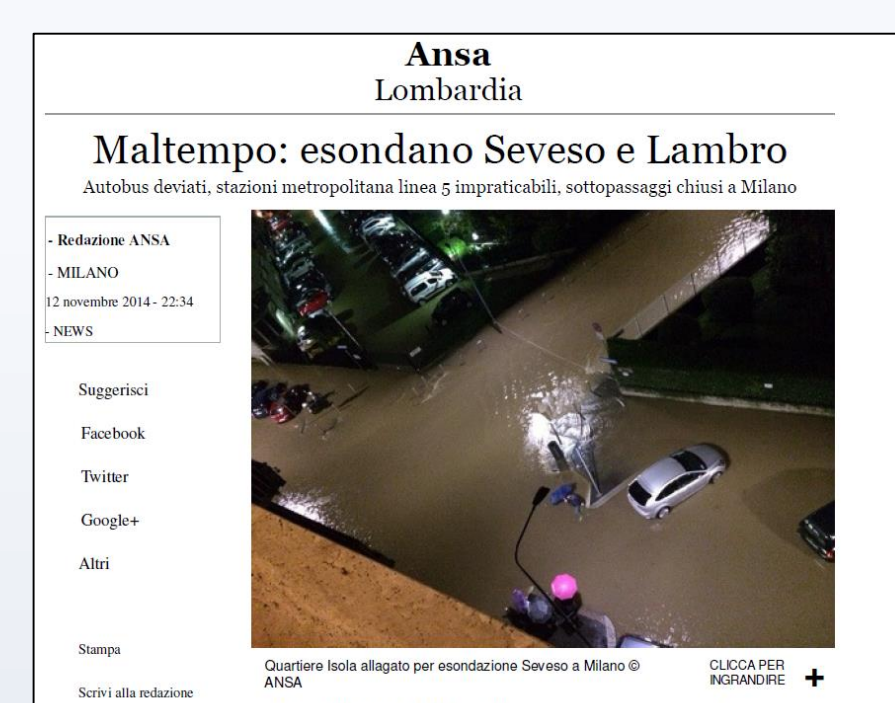 Ansa
Lombardia
Maltempo: esondano Seveso e Lambro
Autobus deviati, stazioni metropolitana linea 5 impraticabili, sottopassaggi chiusi a Milano
- Redazione ANSA
- MILANO
12 novembre 2014 - 22:34
- NEWS
Suggerisci
Facebook
Twitter
Google+
Altri
Stampa
Scrivi alla redazione
Quartiere Isola allagato per esondazione Seveso a Milano ©
ANSA
CLICCA PER
INGRANDIRE +